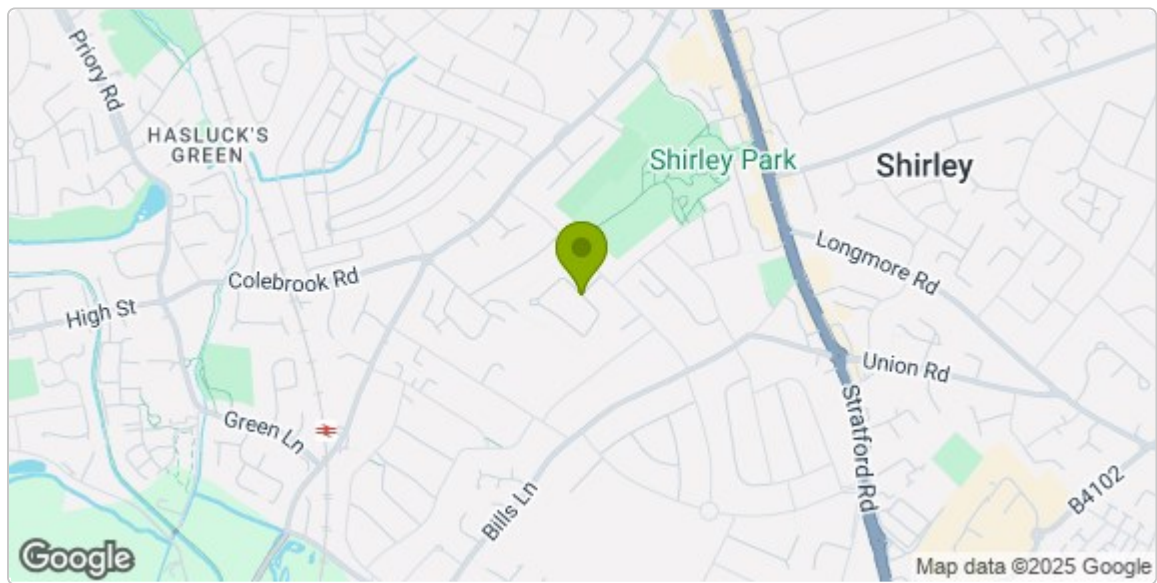 Priory Rd
HASLUCK'S
GREEN
Shirley Park
Shirley
Longmore Rd
Colebrook Rd
High St
Union Rd
Green Ln
Stratford Rd
Bills Ln
B4102
Google
Map data ©2025 Google